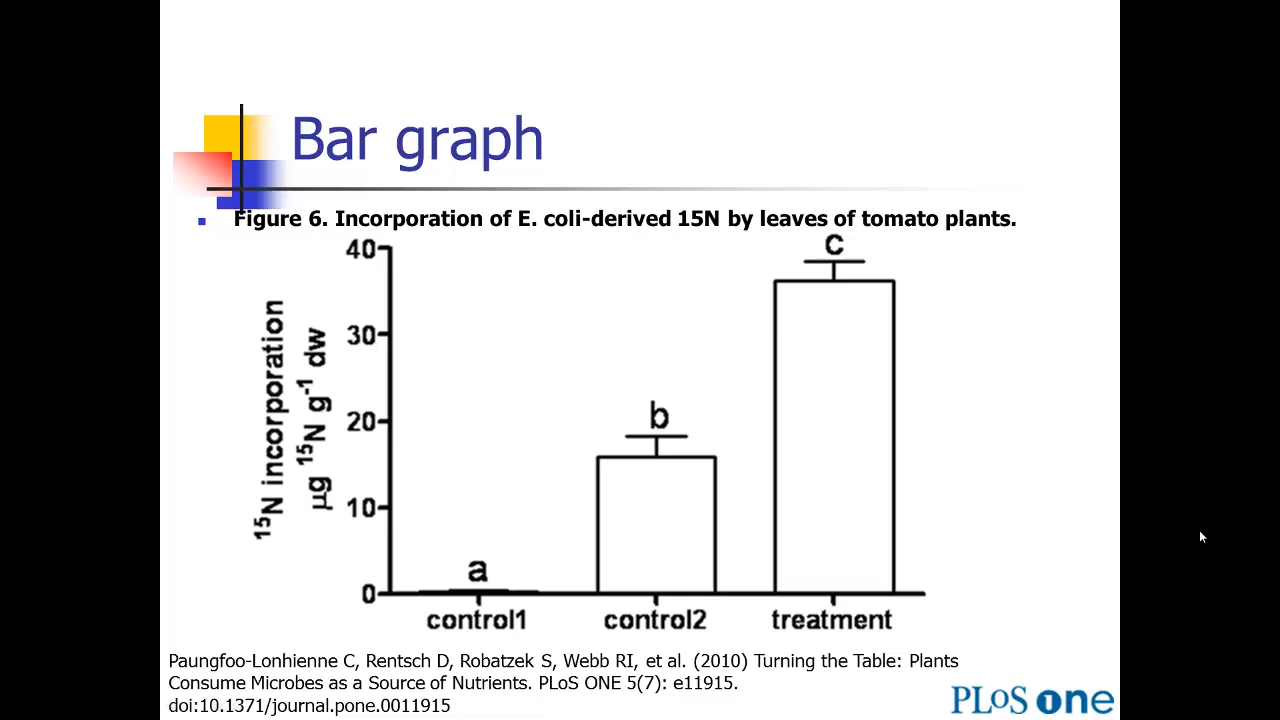 Bar graph
Figure 6. Incorporation of E. coli-derived 15N by leaves of tomato plants.
40
30
20
10
0
¹⁵N incorporation
µg ¹⁵N g⁻¹ dw
a
b
c
control1
control2
treatment
Paungfoo-Lonhienne C, Rentsch D, Robatzek S, Webb RI, et al. (2010) Turning the Table: Plants
Consume Microbes as a Source of Nutrients. PLoS ONE 5(7): e11915.
doi:10.1371/journal.pone.0011915
PLoS one